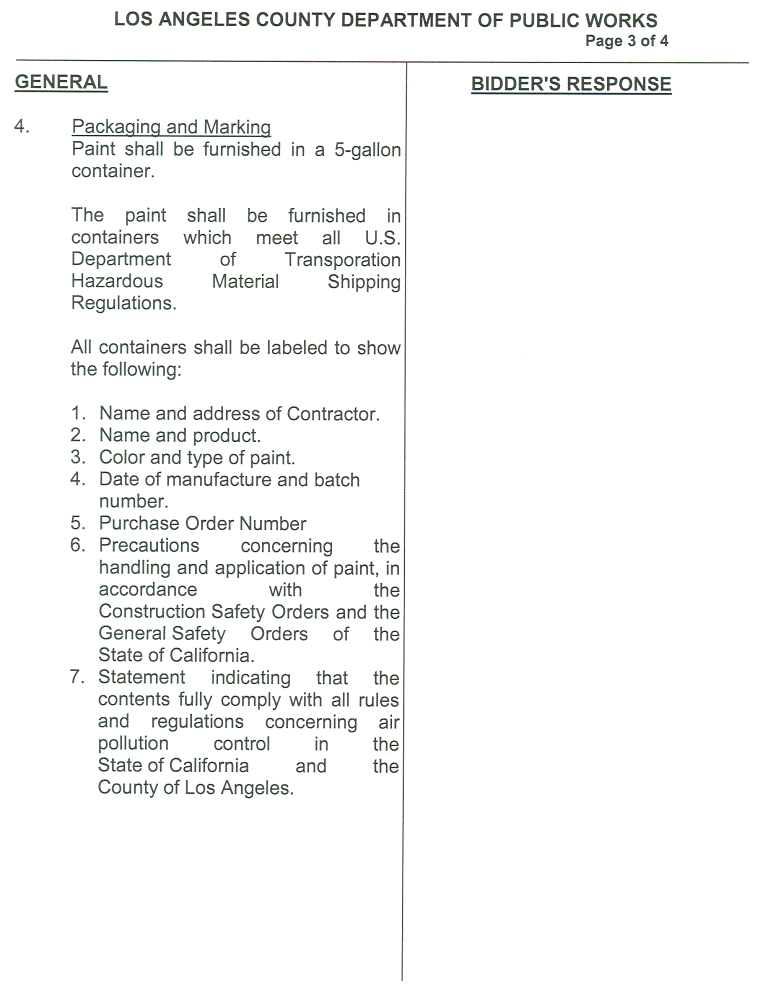 LOS ANGELES COUNTY DEPARTMENT OF PUBLIC WORKS
Page 3 of 4
GENERAL
BIDDER'S RESPONSE
4. Packaging and Marking
Paint shall be furnished in a 5-gallon
container.
The paint shall be furnished in
containers which meet all U.S.
Department of Transporation
Hazardous Material Shipping
Regulations.
All containers shall be labeled to show
the following:
1. Name and address of Contractor.
2. Name and product.
3. Color and type of paint.
4. Date of manufacture and batch
number.
5. Purchase Order Number
6. Precautions concerning the
handling and application of paint, in
accordance with the
Construction Safety Orders and the
General Safety Orders of the
State of California.
7. Statement indicating that the
contents fully comply with all rules
and regulations concerning air
pollution control in the
State of California and the
County of Los Angeles.